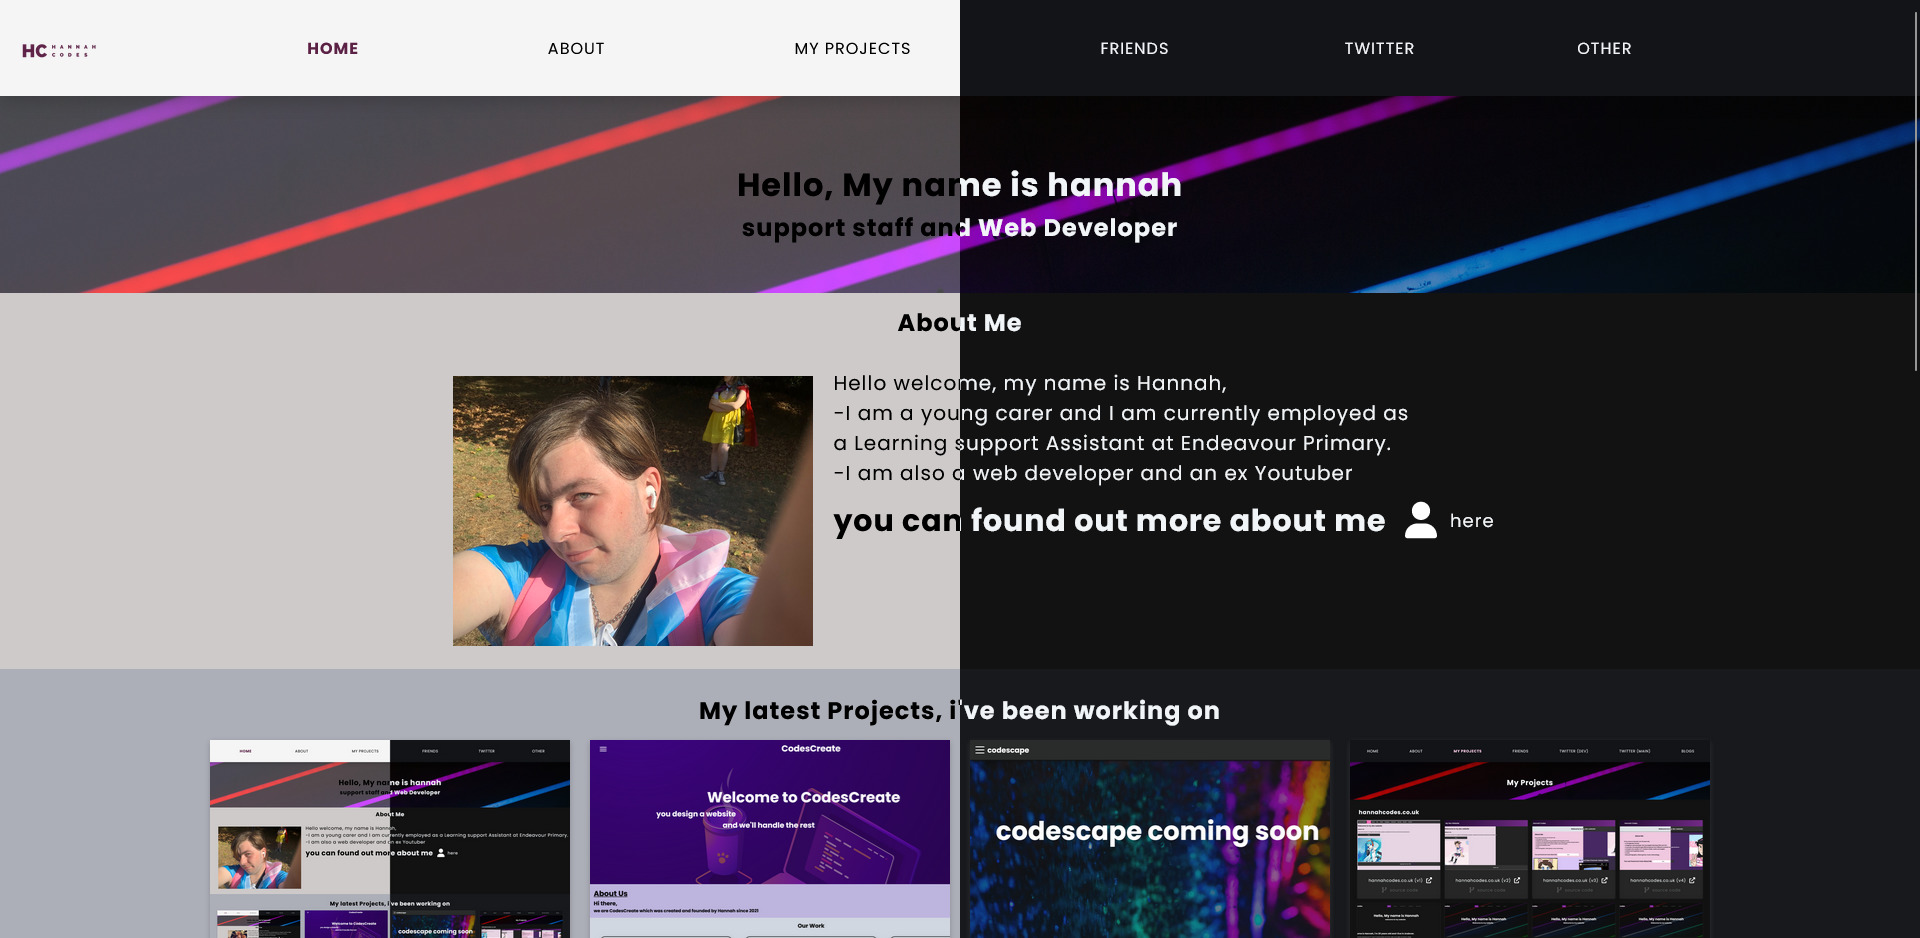 HC HANNAH CODES
HOME ABOUT MY PROJECTS FRIENDS TWITTER OTHER
Hello, My name is hannah
support staff and Web Developer
About Me
Hello welcome, my name is Hannah,
-I am a young carer and I am currently employed as
a Learning support Assistant at Endeavour Primary.
-I am also a web developer and an ex Youtuber
you can found out more about me here
My latest Projects, i've been working on
HOME ABOUT MY PROJECTS FRIENDS TWITTER OTHER
Hello, My name is hannah
support staff and Web Developer
About Me
Hello welcome, my name is Hannah,
-I am a young carer and I am currently employed as a Learning support Assistant at Endeavour Primary.
-I am also a web developer and an ex Youtuber
you can found out more about me here
My latest Projects, i've been working on
Welcome to CodesCreate
codescape coming soon
CodesCreate
Welcome to CodesCreate
you design a website
and we'll handle the rest
About Us
Hi there,
we are CodesCreate which was created and founded by Hannah since 2021
Our Work
codescape
codescape coming soon
HOME ABOUT MY PROJECTS FRIENDS TWITTER (DEV) TWITTER (MAIN) BLOGS
My Projects
hannahcodes.co.uk
hannahcodes.co.uk (v1) hannahcodes.co.uk (v2) hannahcodes.co.uk (v3) hannahcodes.co.uk (v4)
SOURCE CODE SOURCE CODE SOURCE CODE SOURCE CODE
Hello, My name is Hannah Hello, My name is Hannah Hello, My name is Hannah Hello, My name is Hannah